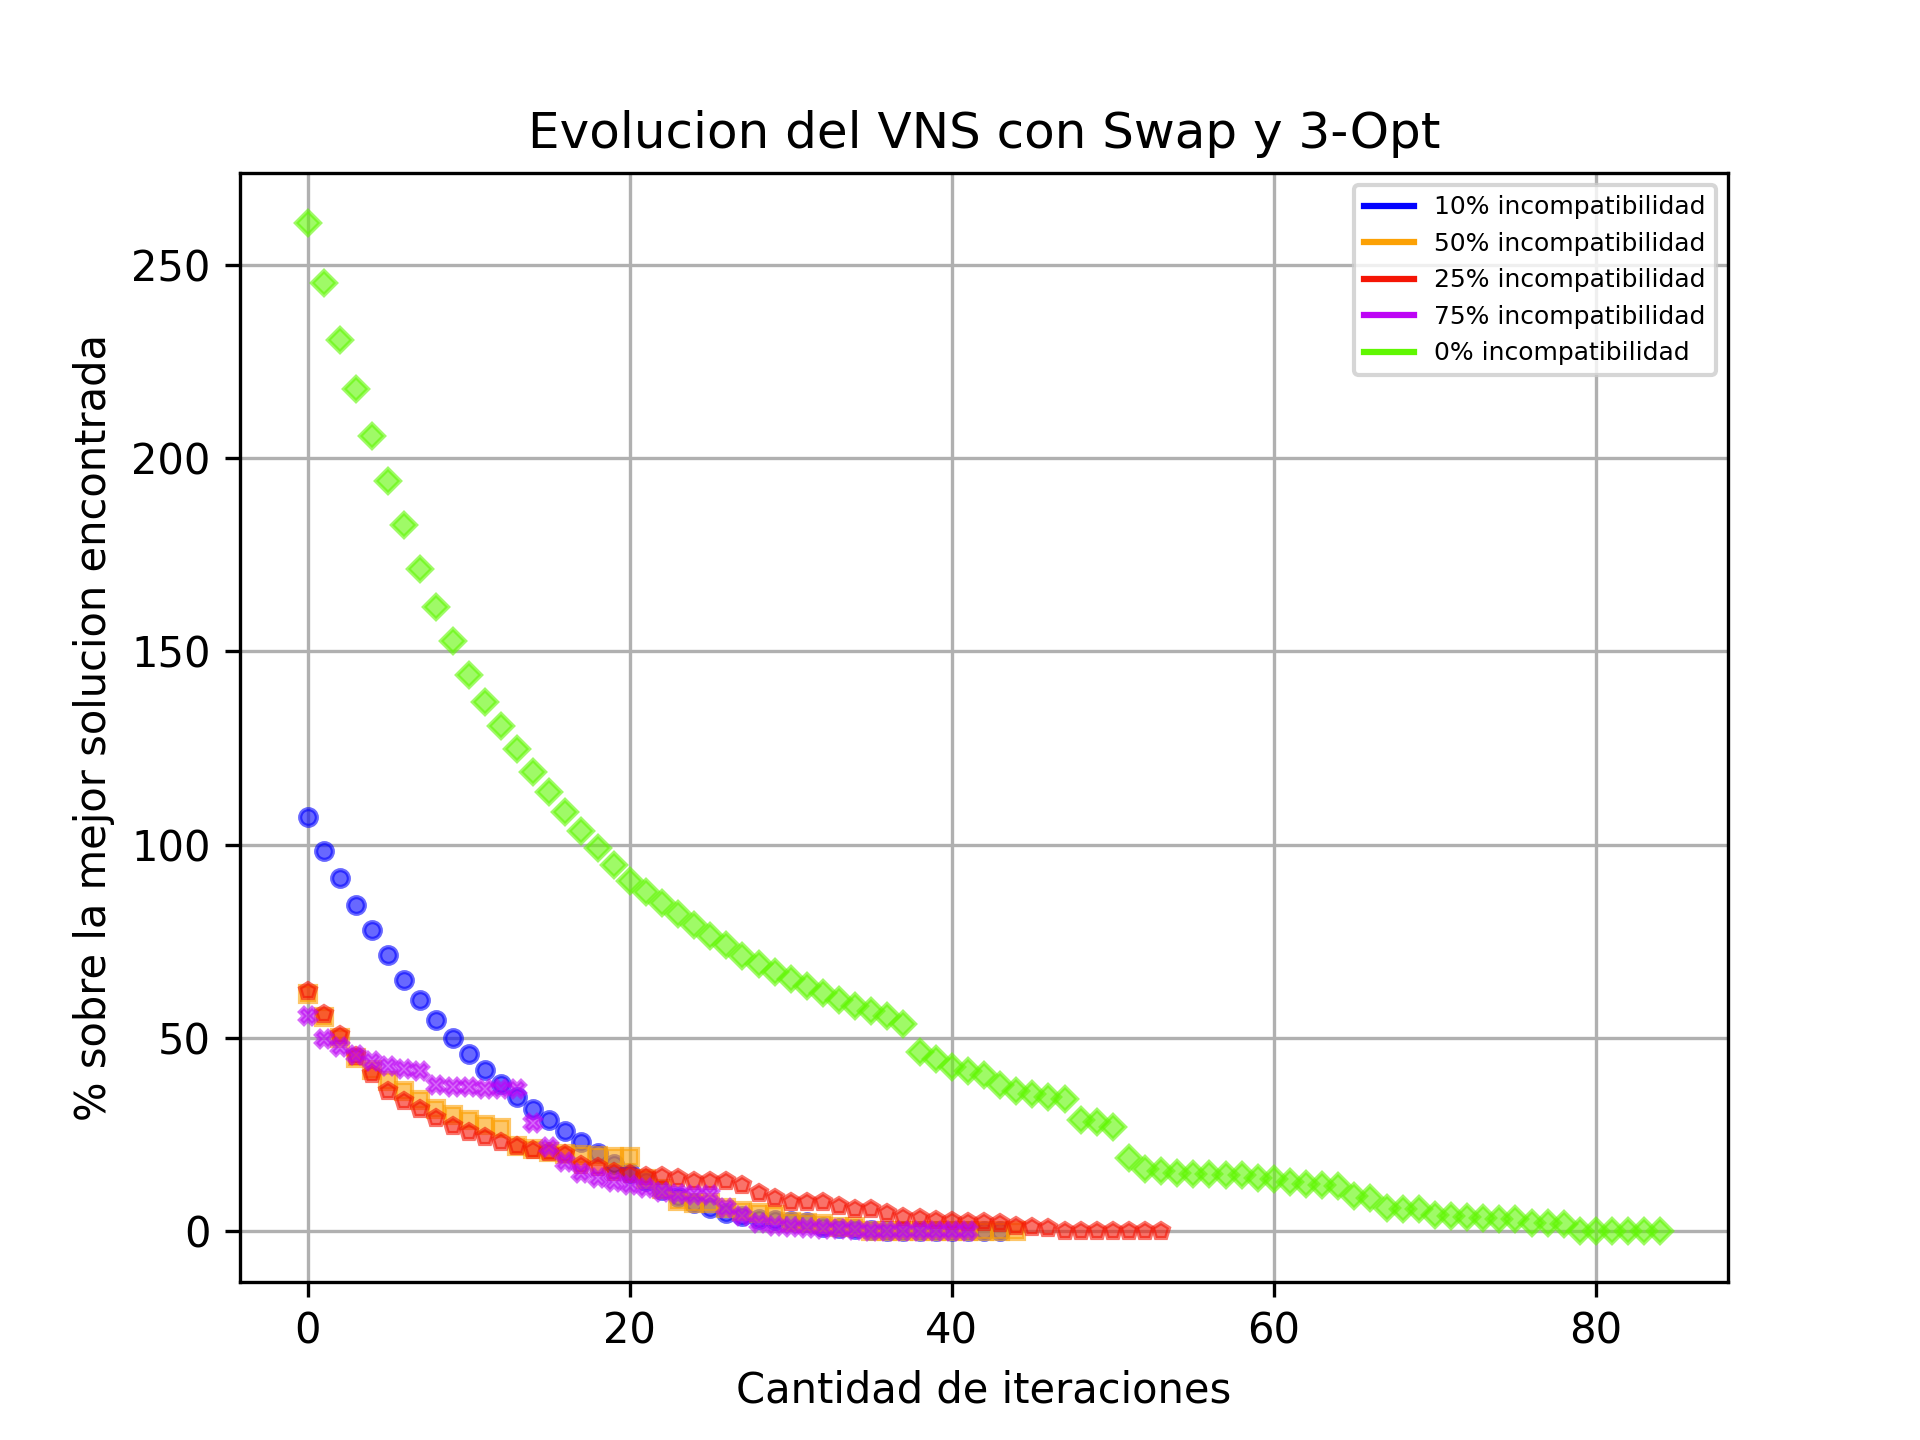 Evolucion del VNS con Swap y 3-Opt
10% incompatibilidad
50% incompatibilidad
25% incompatibilidad
75% incompatibilidad
0% incompatibilidad
% sobre la mejor solucion encontrada
250
200
150
100
50
0
0 20 40 60 80
Cantidad de iteraciones